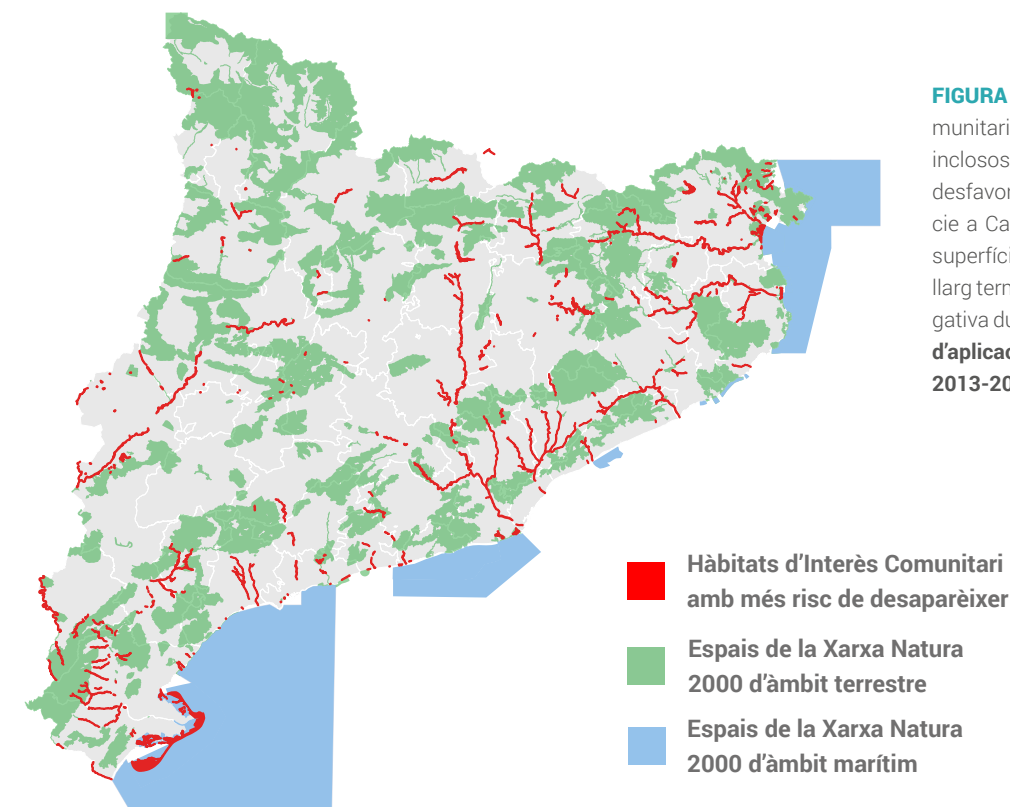 FIGURA
munitari
inclosos
desfavor
cie a Ca
superfíci
llarg tern
gativa du
d'aplicac
2013-20
Hàbitats d'Interès Comunitari
amb més risc de desaparèixer
Espais de la Xarxa Natura
2000 d'àmbit terrestre
Espais de la Xarxa Natura
2000 d'àmbit marítim